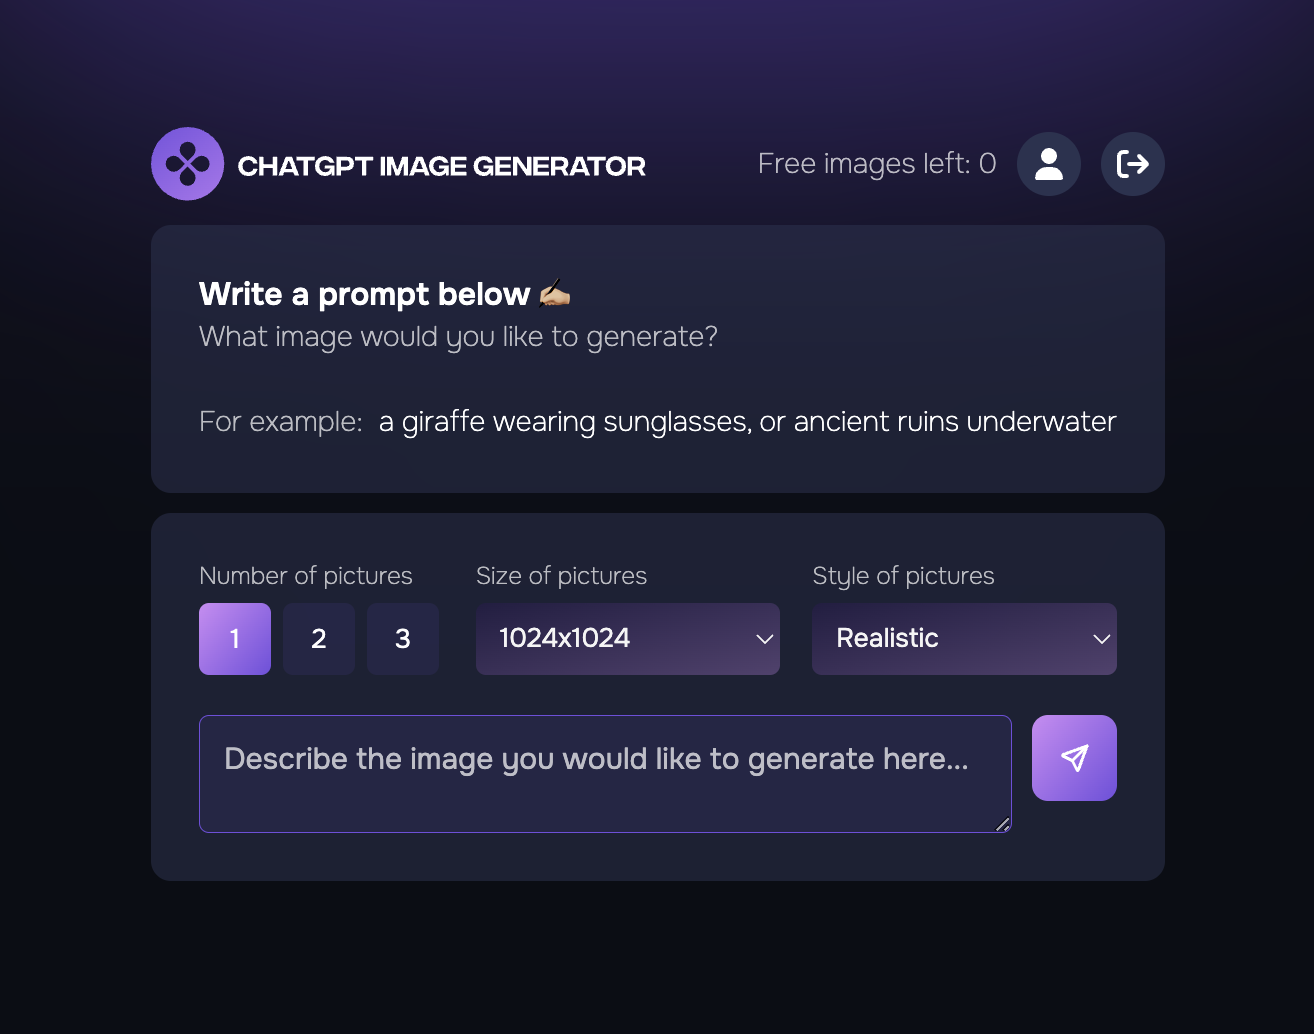 CHATGPT IMAGE GENERATOR
Free images left: 0
Write a prompt below ✍🏼
What image would you like to generate?
For example: a giraffe wearing sunglasses, or ancient ruins underwater
Number of pictures
Size of pictures
Style of pictures
1 2 3
1024x1024
Realistic
Describe the image you would like to generate here...